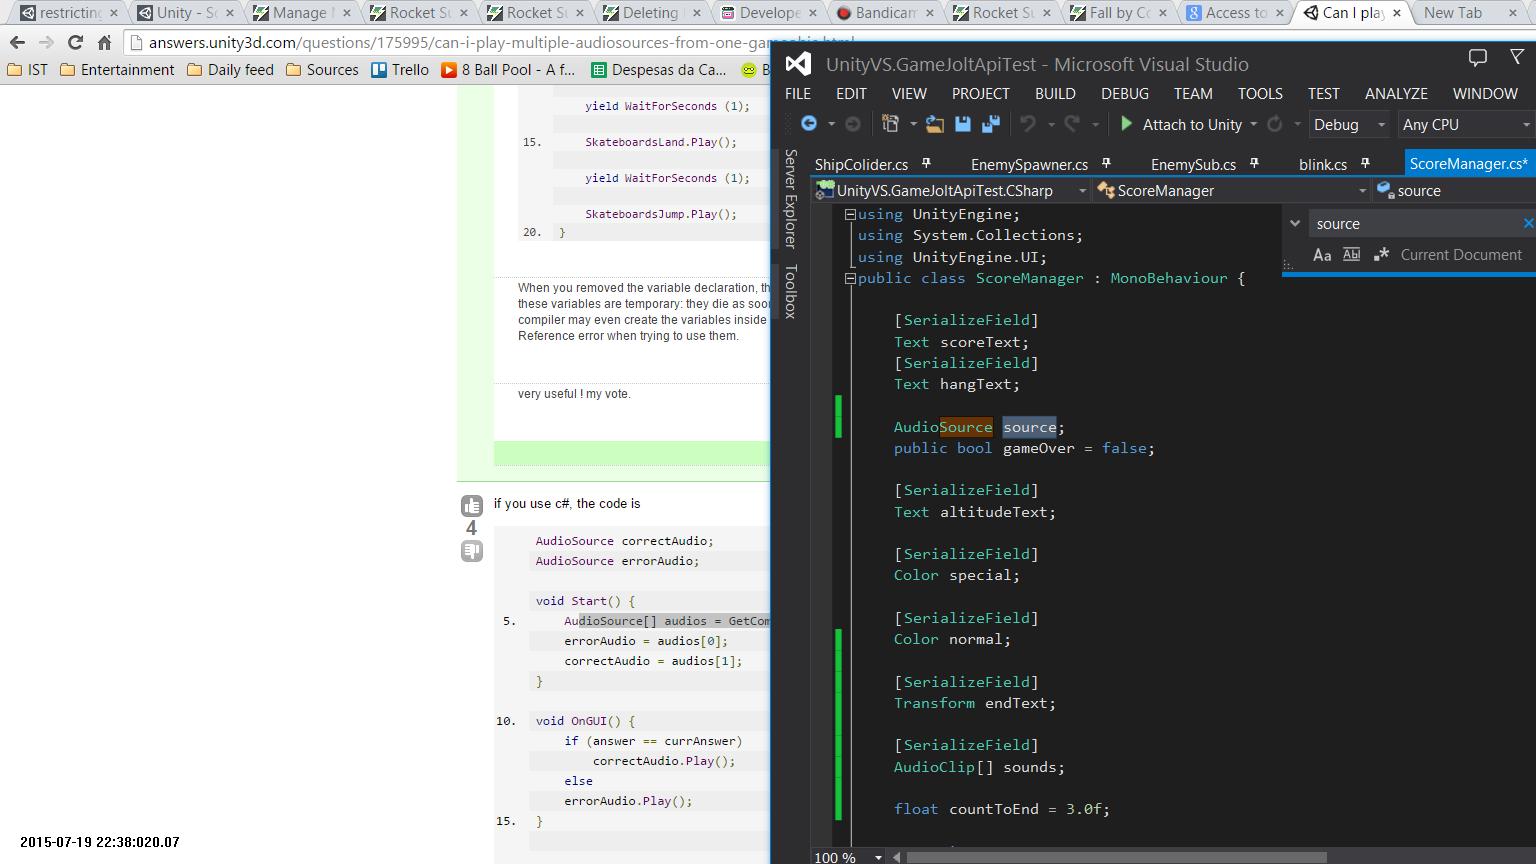 restricting
Unity - Sc
Manage
Rocket Su
Rocket Su
Deleting
Develope
Bandicam
Rocket Su
Fall by Co
Access to
Can I play
New Tab
answers.unity3d.com/questions/175995/can-i-play-multiple-audiosources-from-one-gameobjc.html
IST
Entertainment
Daily feed
Sources
Trello
8 Ball Pool - A f...
Despesas da Ca...
yield WaitForSeconds (1);
15. SkateboardsLand.Play();
yield WaitForSeconds (1);
SkateboardsJump.Play();
20. }
When you removed the variable declaration, th
these variables are temporary: they die as soo
compiler may even create the variables inside
Reference error when trying to use them.
very useful ! my vote.
4
if you use c#, the code is
AudioSource correctAudio;
AudioSource errorAudio;
void Start() {
5. AudioSource[] audios = GetCom
errorAudio = audios[0];
correctAudio = audios[1];
}
10. void OnGUI() {
if (answer == currAnswer)
correctAudio.Play();
else
errorAudio.Play();
15. }
2015-07-19 22:38:020.07
UnityVS.GameJoltApiTest - Microsoft Visual Studio
FILE EDIT VIEW PROJECT BUILD DEBUG TEAM TOOLS TEST ANALYZE WINDOW
Attach to Unity Debug Any CPU
Server Explorer
Toolbox
ShipColider.cs EnemySpawner.cs EnemySub.cs blink.cs ScoreManager.cs*
UnityVS.GameJoltApiTest.CSharp ScoreManager source
source
Aa Abl Current Document
using UnityEngine;
using System.Collections;
using UnityEngine.UI;
public class ScoreManager : MonoBehaviour {
[SerializeField]
Text scoreText;
[SerializeField]
Text hangText;
AudioSource source;
public bool gameOver = false;
[SerializeField]
Text altitudeText;
[SerializeField]
Color special;
[SerializeField]
Color normal;
[SerializeField]
Transform endText;
[SerializeField]
AudioClip[] sounds;
float countToEnd = 3.0f;
100 %